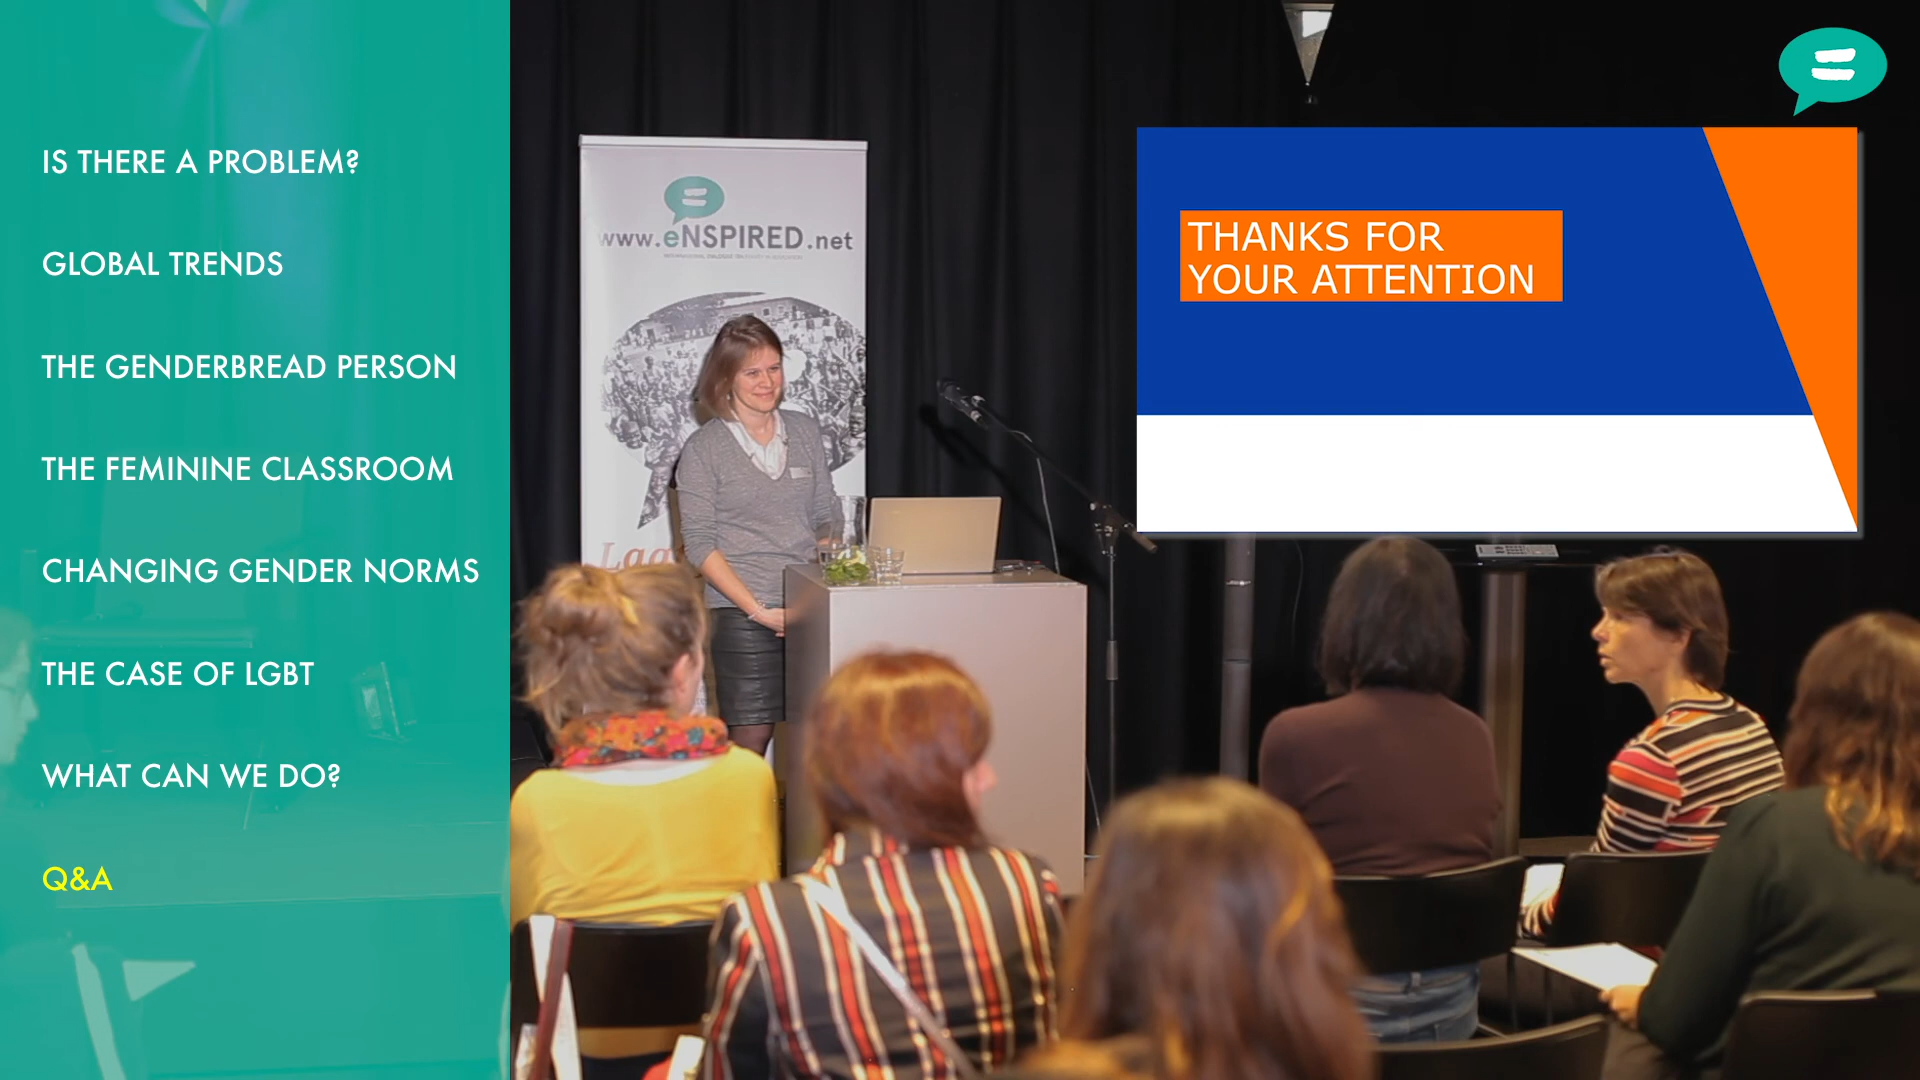 IS THERE A PROBLEM?
GLOBAL TRENDS
THE GENDERBREAD PERSON
THE FEMININE CLASSROOM
CHANGING GENDER NORMS
THE CASE OF LGBT
WHAT CAN WE DO?
Q&A
www.eNSPIRED.net
THANKS FOR
YOUR ATTENTION